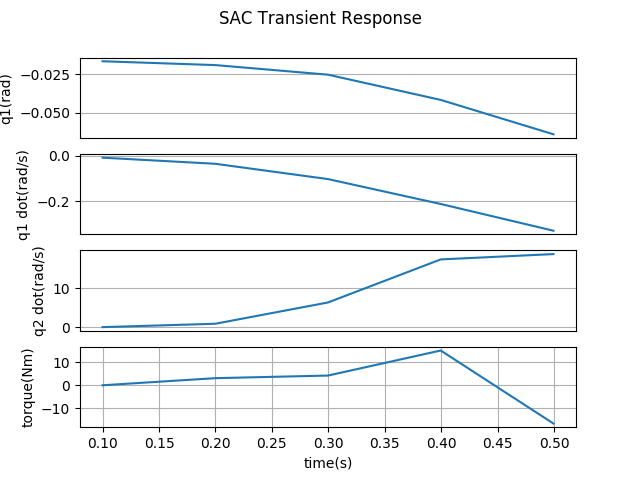 SAC Transient Response
q1(rad)
−0.025
−0.050
q1 dot(rad/s)
0.0
−0.2
q2 dot(rad/s)
10
0
torque(Nm)
10
0
−10
0.10 0.15 0.20 0.25 0.30 0.35 0.40 0.45 0.50
time(s)